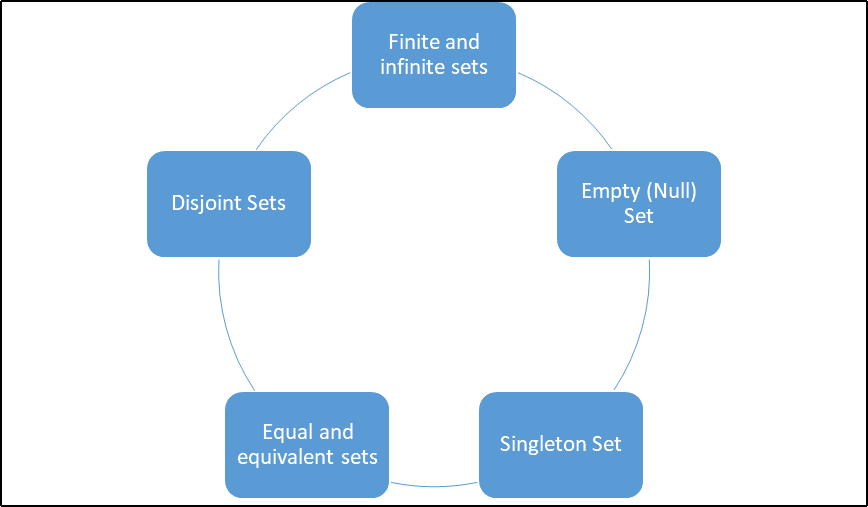 Finite and
infinite sets
Disjoint Sets
Empty (Null)
Set
Equal and
equivalent sets
Singleton Set